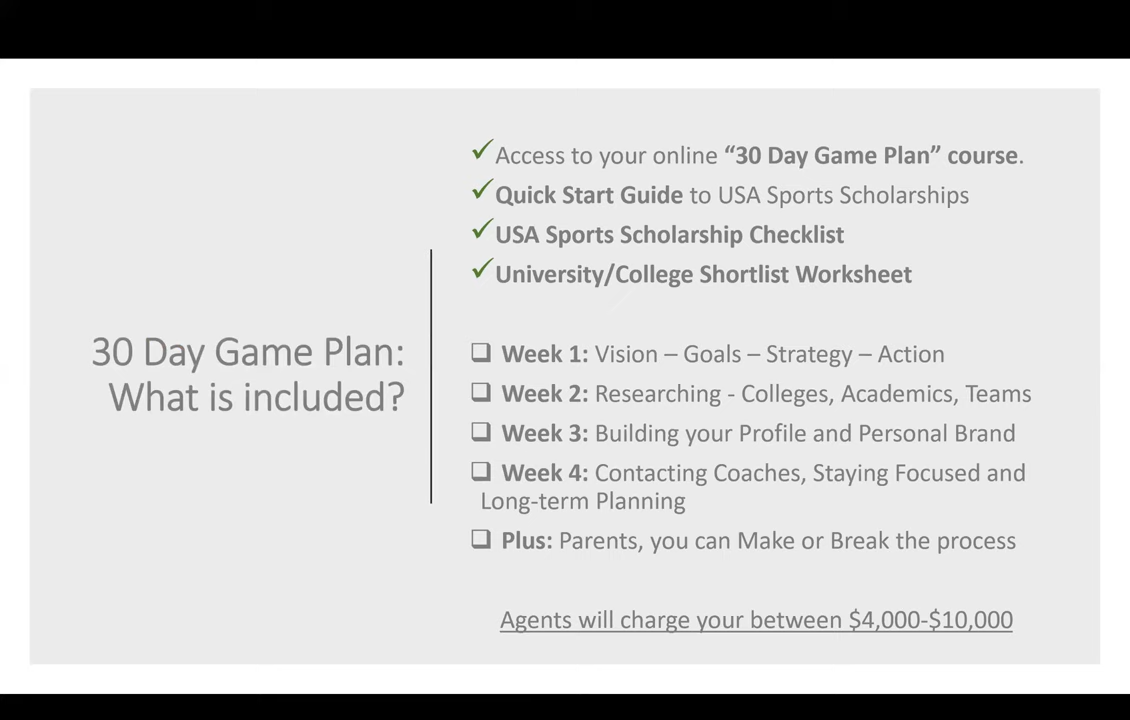 30 Day Game Plan:
What is included?
✓Access to your online “30 Day Game Plan” course.
✓Quick Start Guide to USA Sports Scholarships
✓USA Sports Scholarship Checklist
✓University/College Shortlist Worksheet
❑ Week 1: Vision – Goals – Strategy – Action
❑ Week 2: Researching - Colleges, Academics, Teams
❑ Week 3: Building your Profile and Personal Brand
❑ Week 4: Contacting Coaches, Staying Focused and
Long-term Planning
❑ Plus: Parents, you can Make or Break the process
Agents will charge your between $4,000-$10,000